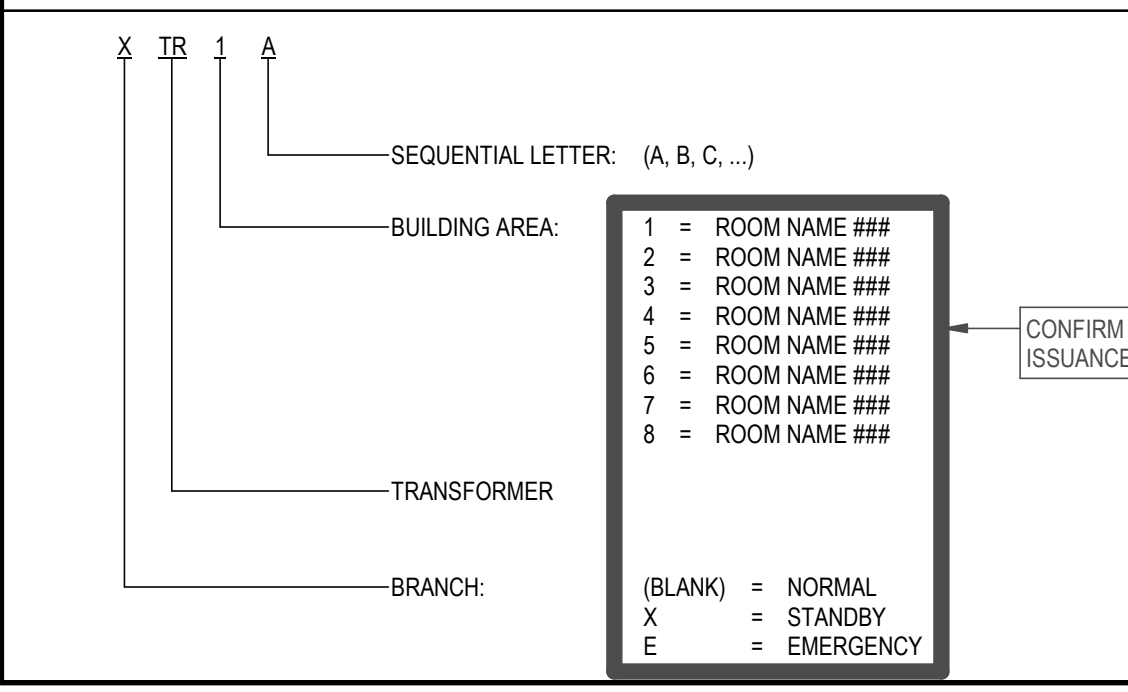 X TR 1 A
SEQUENTIAL LETTER: (A, B, C, ...)
BUILDING AREA: 1 = ROOM NAME ###
2 = ROOM NAME ###
3 = ROOM NAME ###
4 = ROOM NAME ###
5 = ROOM NAME ###
6 = ROOM NAME ###
7 = ROOM NAME ###
8 = ROOM NAME ###
CONFIRM
ISSUANCE
TRANSFORMER
BRANCH: (BLANK) = NORMAL
X = STANDBY
E = EMERGENCY